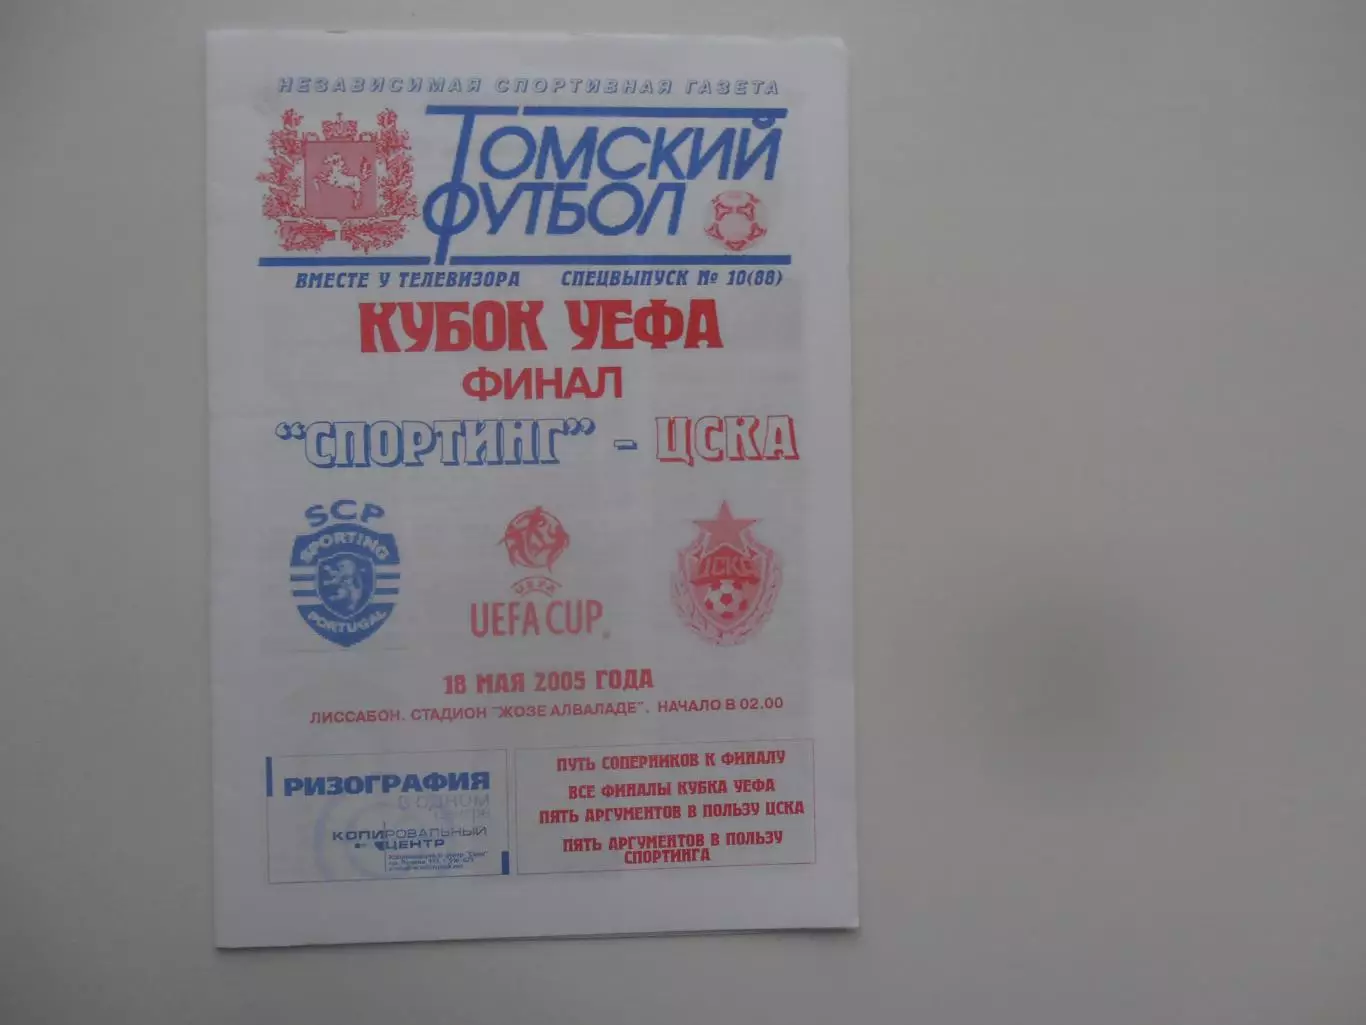 НЕЗАВИСИМАЯ СПОРТИВНАЯ ГАЗЕТА
ТОМСКИЙ
ФУТБОЛ
ВМЕСТЕ У ТЕЛЕВИЗОРА СПЕЦВЫПУСК № 10(88)
КУБОК УЕФА
ФИНАЛ
"СПОРТИНГ" - ЦСКА
SCP
SPORTING
PORTUGAL
UEFA
UEFA CUP
ЦСКА
18 МАЯ 2005 ГОДА
ЛИССАБОН. СТАДИОН "ЖОЗЕ АЛВАЛАДЕ". НАЧАЛО В 02.00
РИЗОГРАФИЯ
В ОДНОМ
КОПИРОВАЛЬНЫЙ
ЦЕНТР
ПУТЬ СОПЕРНИКОВ К ФИНАЛУ
ВСЕ ФИНАЛЫ КУБКА УЕФА
ПЯТЬ АРГУМЕНТОВ В ПОЛЬЗУ ЦСКА
ПЯТЬ АРГУМЕНТОВ В ПОЛЬЗУ
СПОРТИНГА